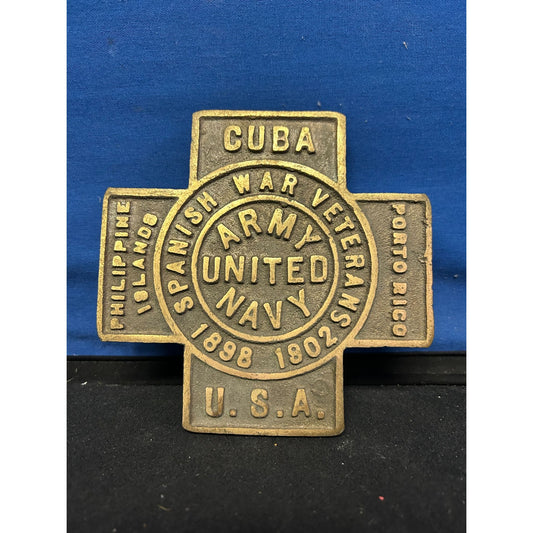 CUBA
SPANISH WAR VETERANS
1898 1902
ARMY
UNITED
NAVY
PHILIPPINE
ISLANDS
PORTO RICO
U.S.A.